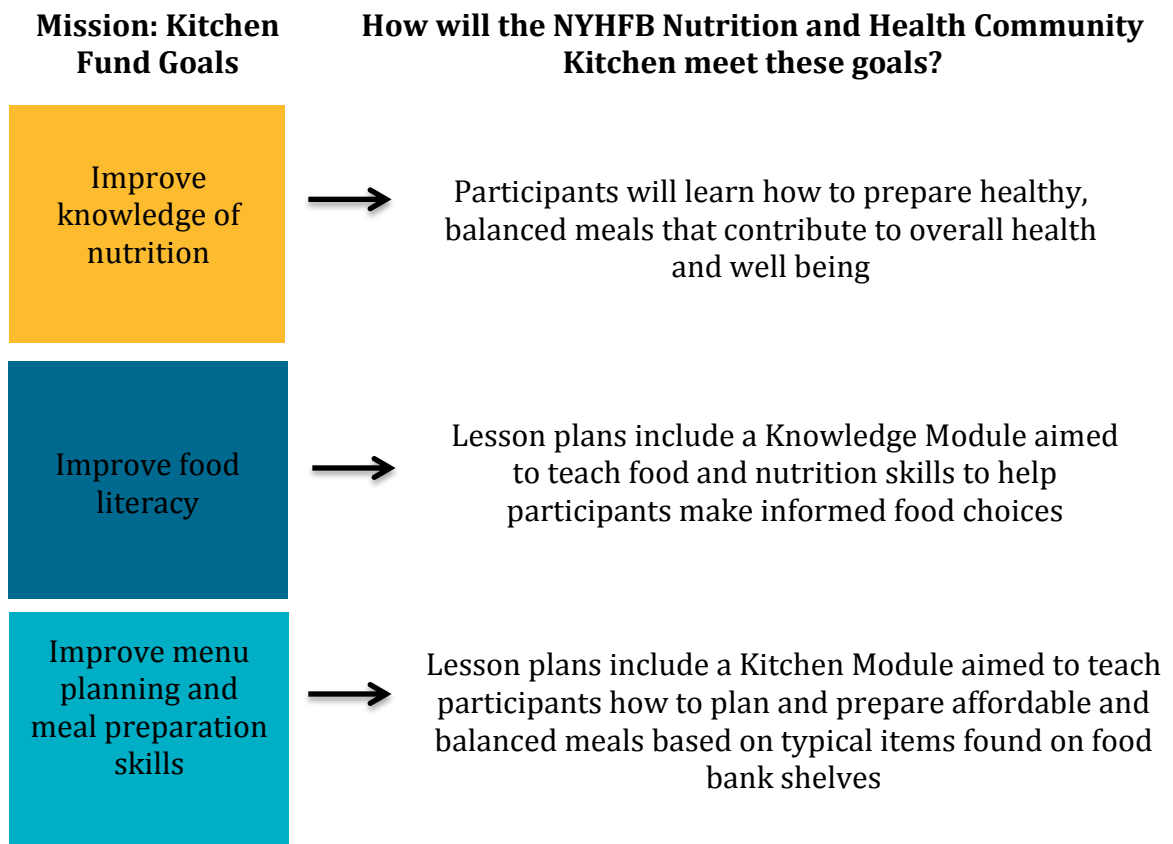 Mission: Kitchen
Fund Goals
How will the NYHFB Nutrition and Health Community
Kitchen meet these goals?
Improve
knowledge of
nutrition
Participants will learn how to prepare healthy,
balanced meals that contribute to overall health
and well being
Improve food
literacy
Lesson plans include a Knowledge Module aimed
to teach food and nutrition skills to help
participants make informed food choices
Improve menu
planning and
meal preparation
skills
Lesson plans include a Kitchen Module aimed to teach
participants how to plan and prepare affordable and
balanced meals based on typical items found on food
bank shelves